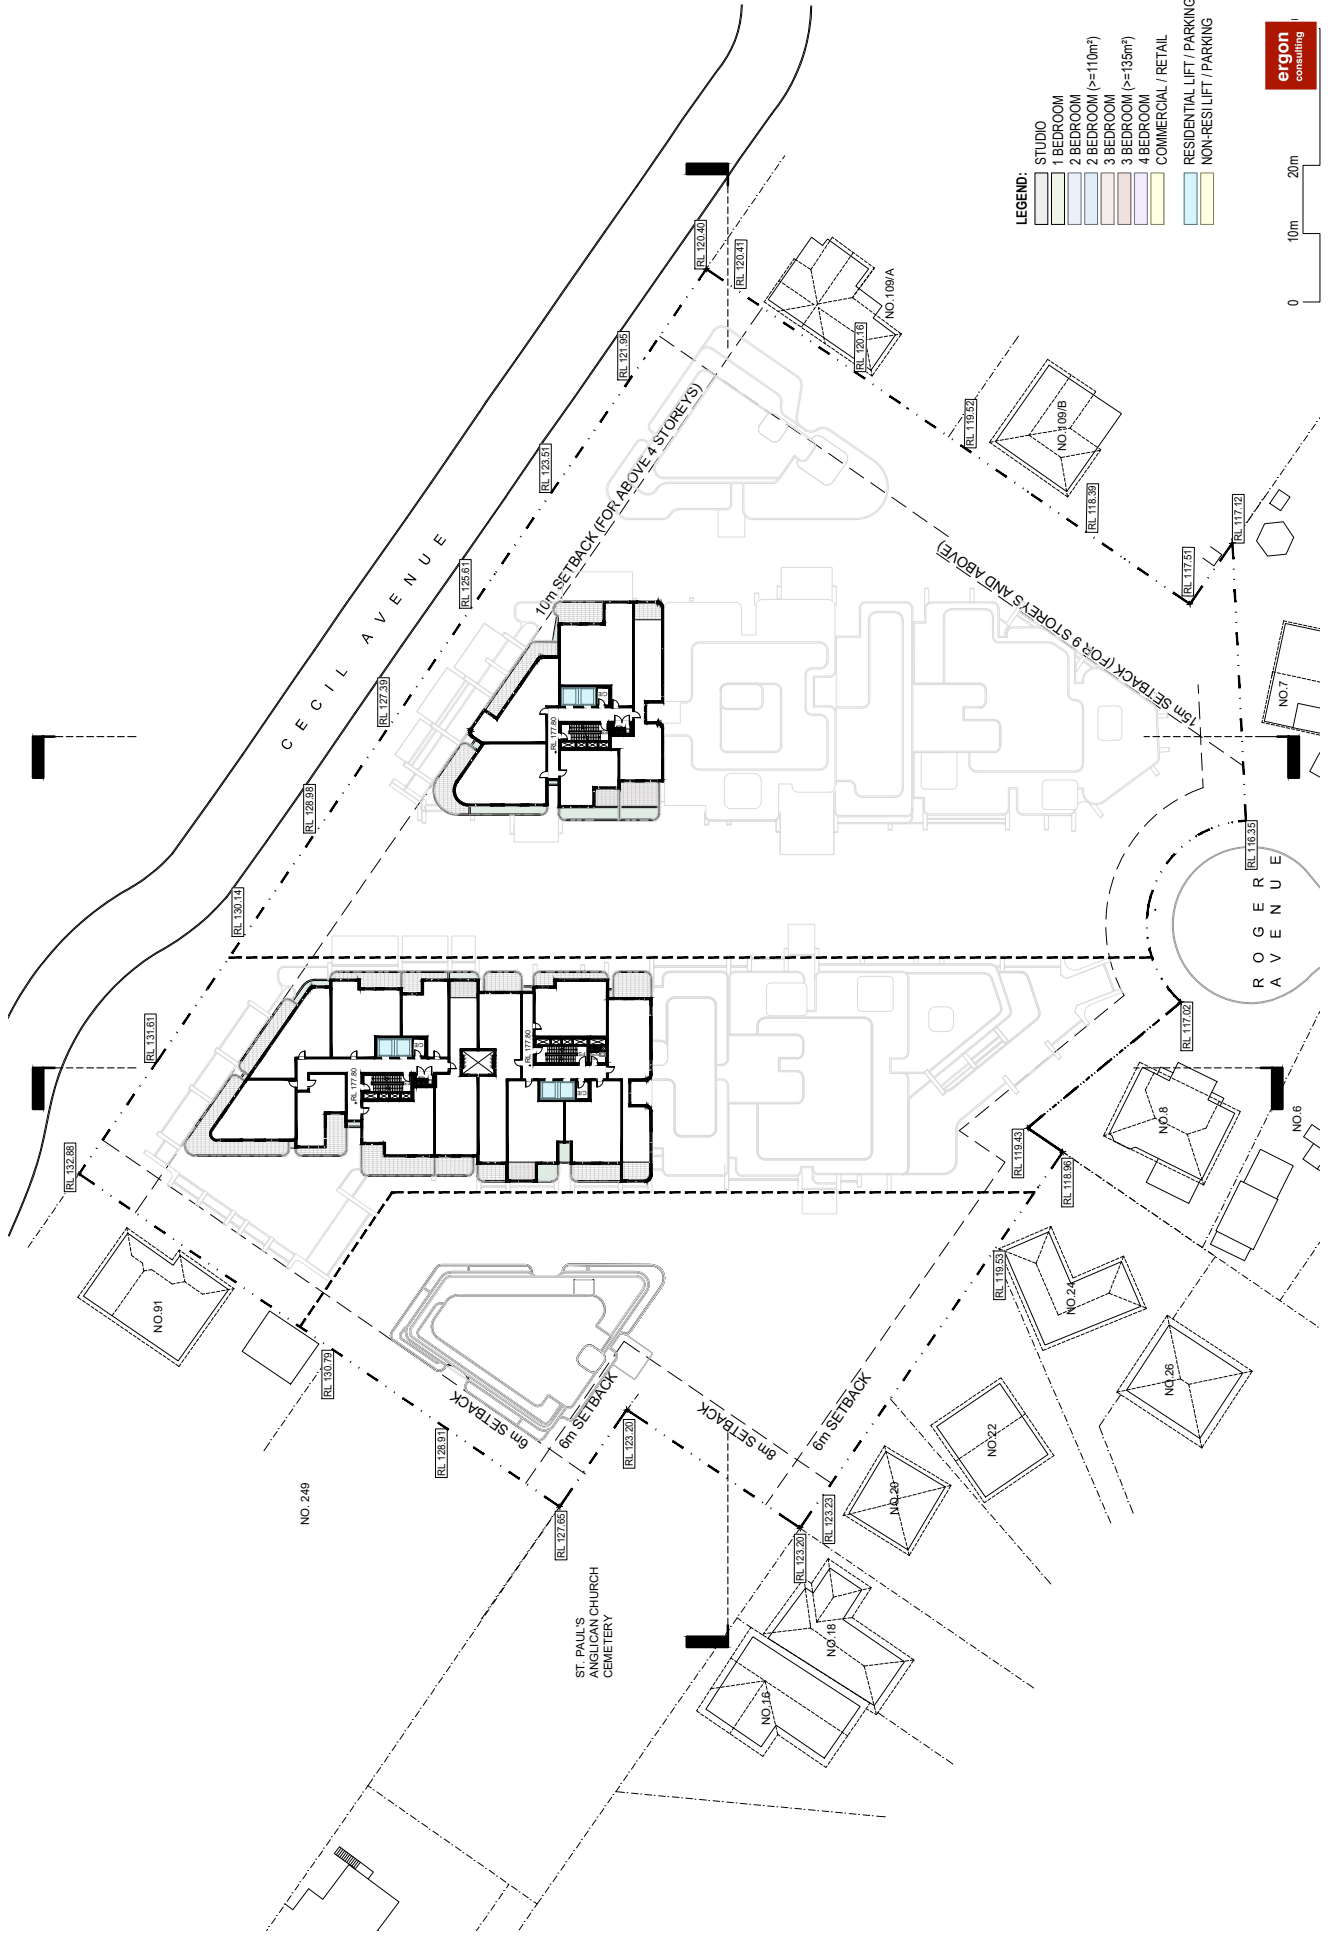 CECIL AVENUE
RL 120.40
RL 120.41
RL 121.95
RL 123.51
RL 125.61
RL 127.39
RL 128.98
RL 130.14
RL 131.61
RL 132.88
10m SETBACK (FOR ABOVE 4 STOREYS)
15m SETBACK (FOR 9 STOREYS AND ABOVE)
NO.109/A
RL 120.16
RL 119.52
NO.109/B
RL 118.39
RL 117.12
RL 117.51
NO.7
RL 116.35
ROGER
AVENUE
RL 117.02
RL 177.80
RL 177.80
RL 177.80
NO.8
NO.6
RL 119.43
RL 118.96
RL 119.53
NO.24
NO.26
NO.22
NO.20
NO.18
NO.16
NO.91
RL 130.79
RL 128.91
6m SETBACK
6m SETBACK
8m SETBACK
6m SETBACK
RL 123.20
RL 127.65
RL 123.23
RL 123.20
NO. 249
ST. PAUL'S
ANGLICAN CHURCH
CEMETERY
LEGEND:
STUDIO
1 BEDROOM
2 BEDROOM
2 BEDROOM (>=110m²)
3 BEDROOM
3 BEDROOM (>=135m²)
4 BEDROOM
COMMERCIAL / RETAIL
RESIDENTIAL LIFT / PARKING
NON-RESI LIFT / PARKING
0
10m
20m
ergon
consulting